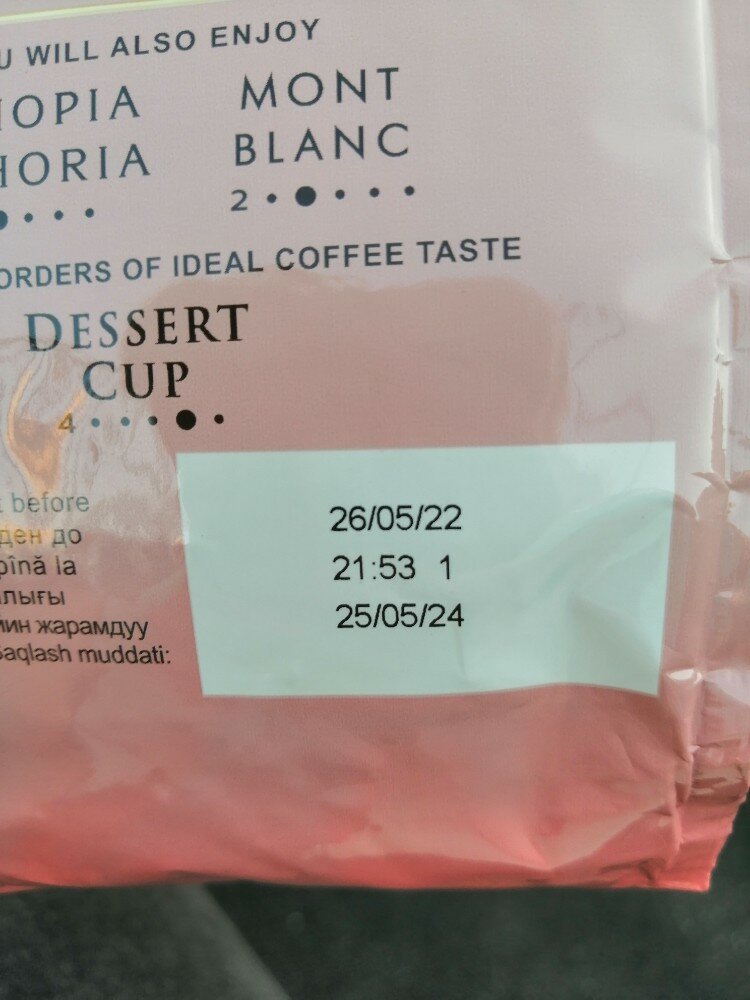 U WILL ALSO ENJOY
IOPIA
HORIA
MONT
BLANC
2
ORDERS OF IDEAL COFFEE TASTE
DESSERT
CUP
4
before
ден до
pînă la
лығы
мин жарамдуу
Saqlash muddati:
26/05/22
21:53 1
25/05/24